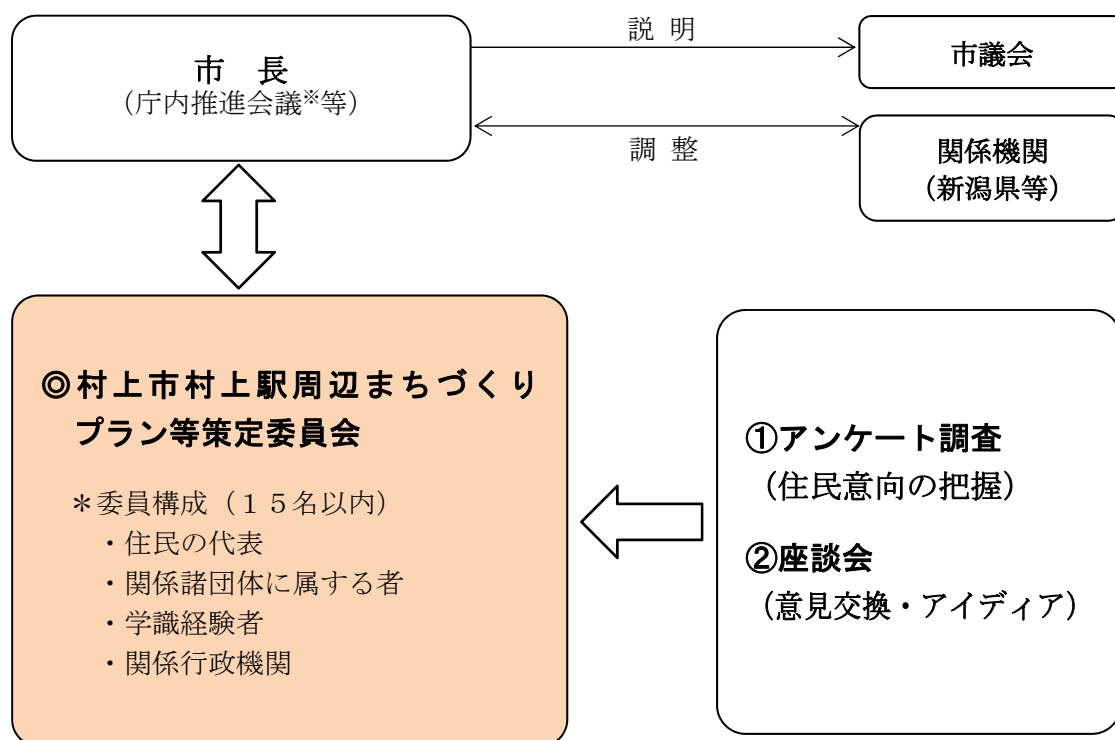 市 長
（庁内推進会議※等）
説 明
市議会
調 整
関係機関
（新潟県等）
◎村上市村上駅周辺まちづくり
プラン等策定委員会
＊委員構成（１５名以内）
・住民の代表
・関係諸団体に属する者
・学識経験者
・関係行政機関
①アンケート調査
（住民意向の把握）
②座談会
（意見交換・アイディア）